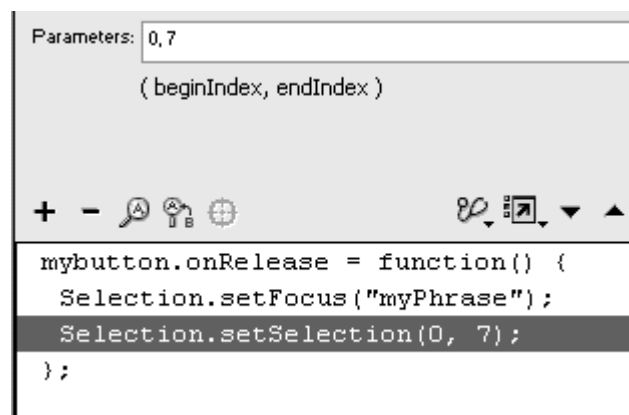 Parameters: 0,7
( beginIndex, endIndex )
mybutton.onRelease = function() {
Selection.setFocus("myPhrase");
Selection.setSelection(0, 7);
};